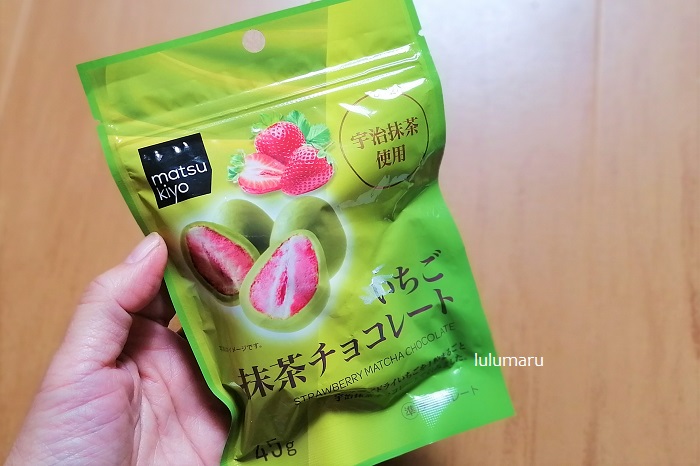 宇治抹茶
使用
matsu
kiyo
いちご
抹茶チョコレート
STRAWBERRY MATCHA CHOCOLATE
45g
lulumaru